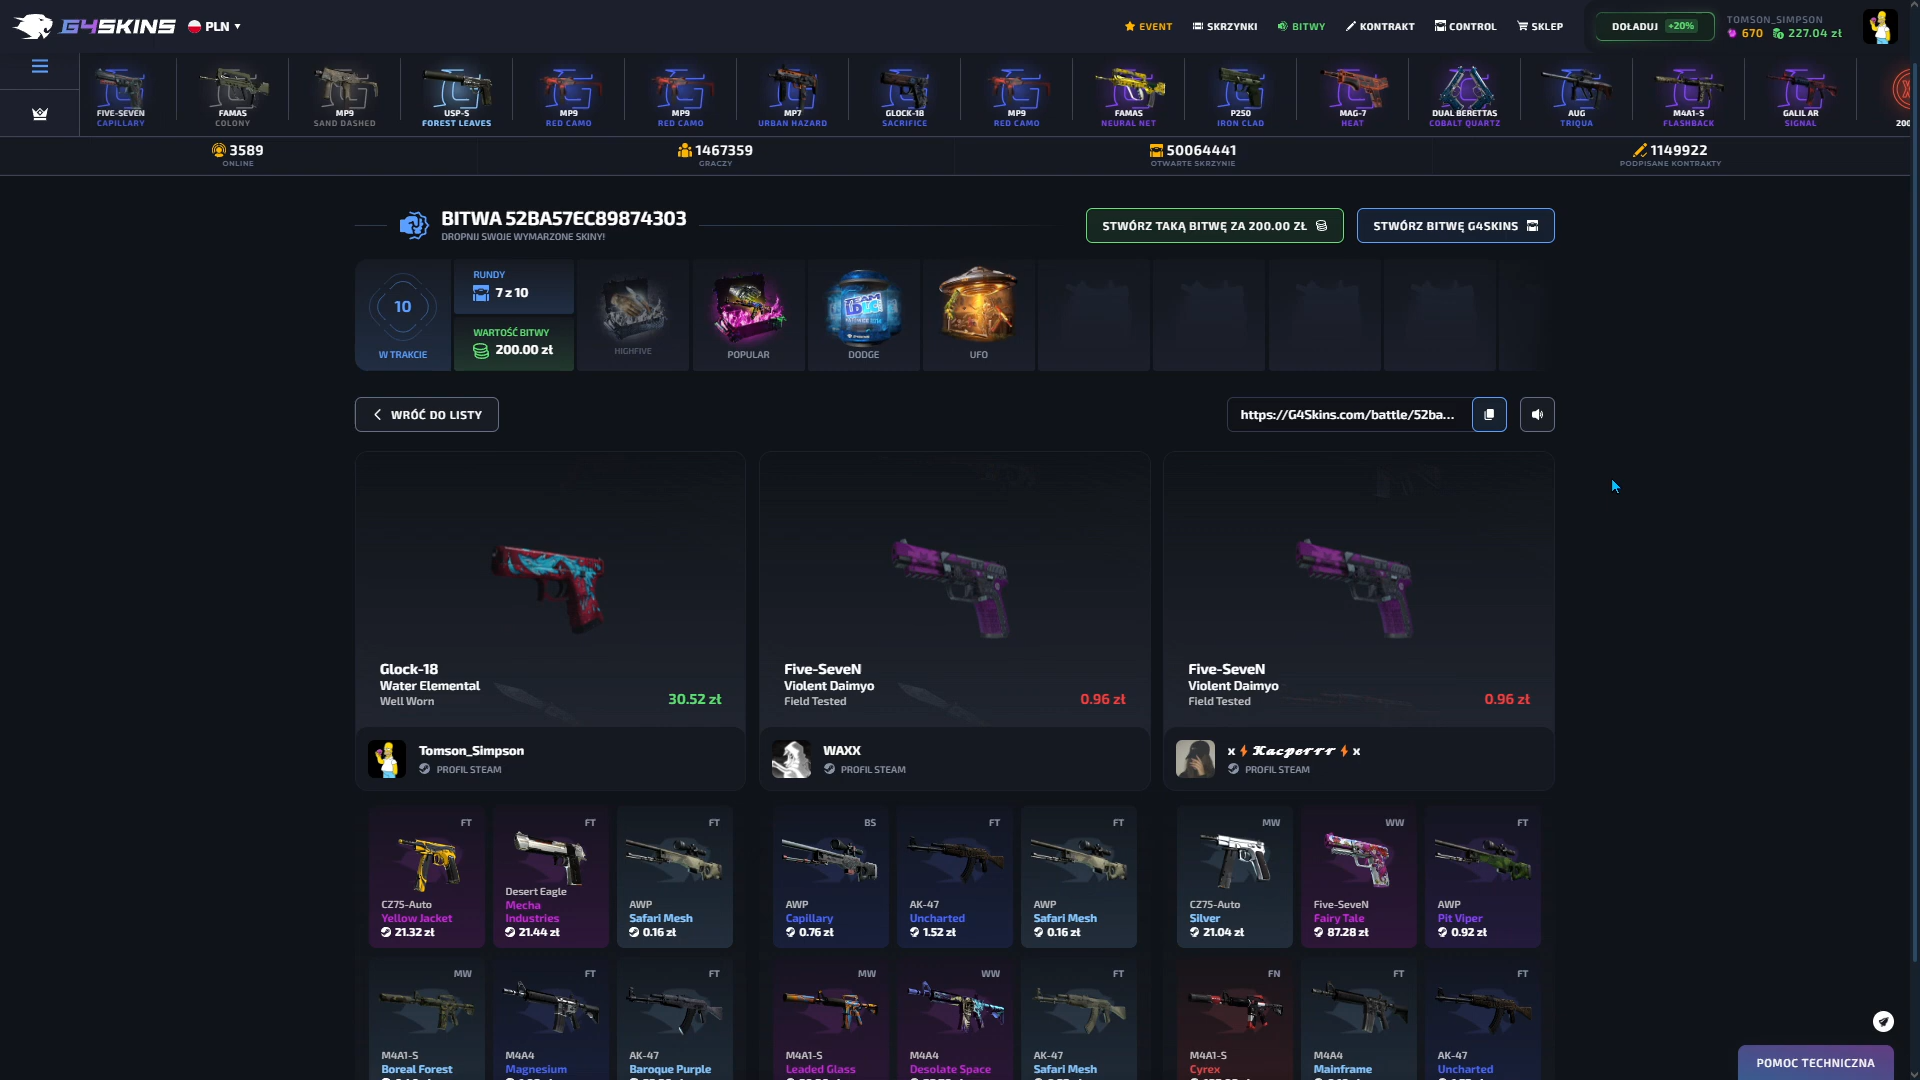 G4SKINS
PLN
EVENT
SKRZYNKI
BITWY
KONTRAKT
CONTROL
SKLEP
DOŁADUJ +20%
TOMSON_SIMPSON
670 227.04 zł
FIVE-SEVEN
CAPILLARY
FAMAS
COLONY
MP9
SAND DASHED
USP-S
FOREST LEAVES
MP9
RED CAMO
MP9
RED CAMO
MP7
URBAN HAZARD
GLOCK-18
SACRIFICE
MP9
RED CAMO
FAMAS
NEURAL NET
P250
IRON CLAD
MAG-7
HEAT
DUAL BERETTAS
COBALT QUARTZ
AUG
TRIQUA
M4A1-S
FLASHBACK
GALIL AR
SIGNAL
200
3589
ONLINE
1467359
GRACZY
50064441
OTWARTE SKRZYNIE
1149922
PODPISANE KONTRAKTY
BITWA 52BA57EC89874303
DROPNIJ SWOJE WYMARZONE SKINY!
STWÓRZ TAKĄ BITWĘ ZA 200.00 ZŁ
STWÓRZ BITWĘ G4SKINS
10
W TRAKCIE
RUNDY
7 z 10
WARTOŚĆ BITWY
200.00 zł
HIGHFIVE
POPULAR
DODGE
UFO
WRÓĆ DO LISTY
https://G4Skins.com/battle/52ba...
Glock-18
Water Elemental
Well Worn
30.52 zł
Five-SeveN
Violent Daimyo
Field Tested
0.96 zł
Five-SeveN
Violent Daimyo
Field Tested
0.96 zł
Tomson_Simpson
PROFIL STEAM
WAXX
PROFIL STEAM
x⚡𝓚𝓪𝓬𝓹𝓮𝓻𝓻𝓻⚡x
PROFIL STEAM
FT
CZ75-Auto
Yellow Jacket
21.32 zł
FT
Desert Eagle
Mecha
Industries
21.44 zł
FT
AWP
Safari Mesh
0.16 zł
BS
AWP
Capillary
0.76 zł
FT
AK-47
Uncharted
1.52 zł
FT
AWP
Safari Mesh
0.16 zł
MW
CZ75-Auto
Silver
21.04 zł
WW
Five-SeveN
Fairy Tale
87.28 zł
FT
AWP
Pit Viper
0.92 zł
MW
M4A1-S
Boreal Forest
FT
M4A4
Magnesium
FT
AK-47
Baroque Purple
MW
M4A1-S
Leaded Glass
WW
M4A4
Desolate Space
FT
AK-47
Safari Mesh
FN
M4A1-S
Cyrex
FT
M4A4
Mainframe
FT
AK-47
Uncharted
POMOC TECHNICZNA